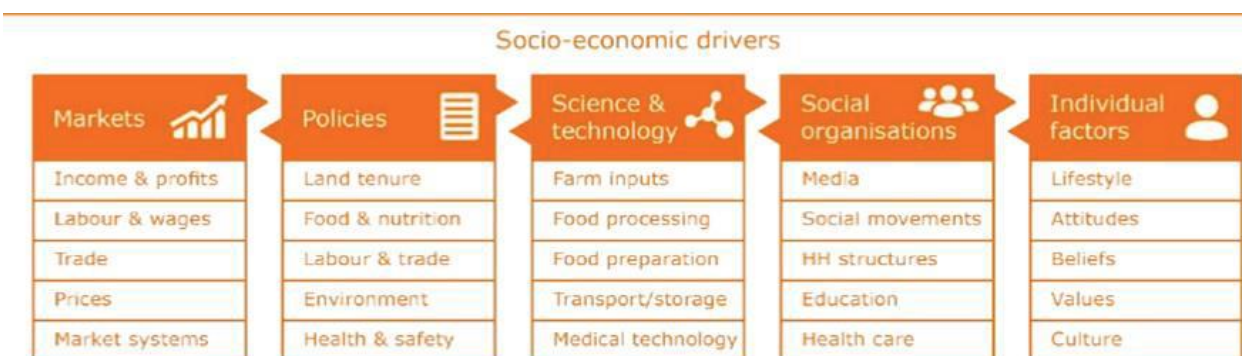 Socio-economic drivers
Markets
Income & profits
Labour & wages
Trade
Prices
Market systems
Policies
Land tenure
Food & nutrition
Labour & trade
Environment
Health & safety
Science &
technology
Farm inputs
Food processing
Food preparation
Transport/storage
Medical technology
Social
organisations
Media
Social movements
HH structures
Education
Health care
Individual
factors
Lifestyle
Attitudes
Beliefs
Values
Culture